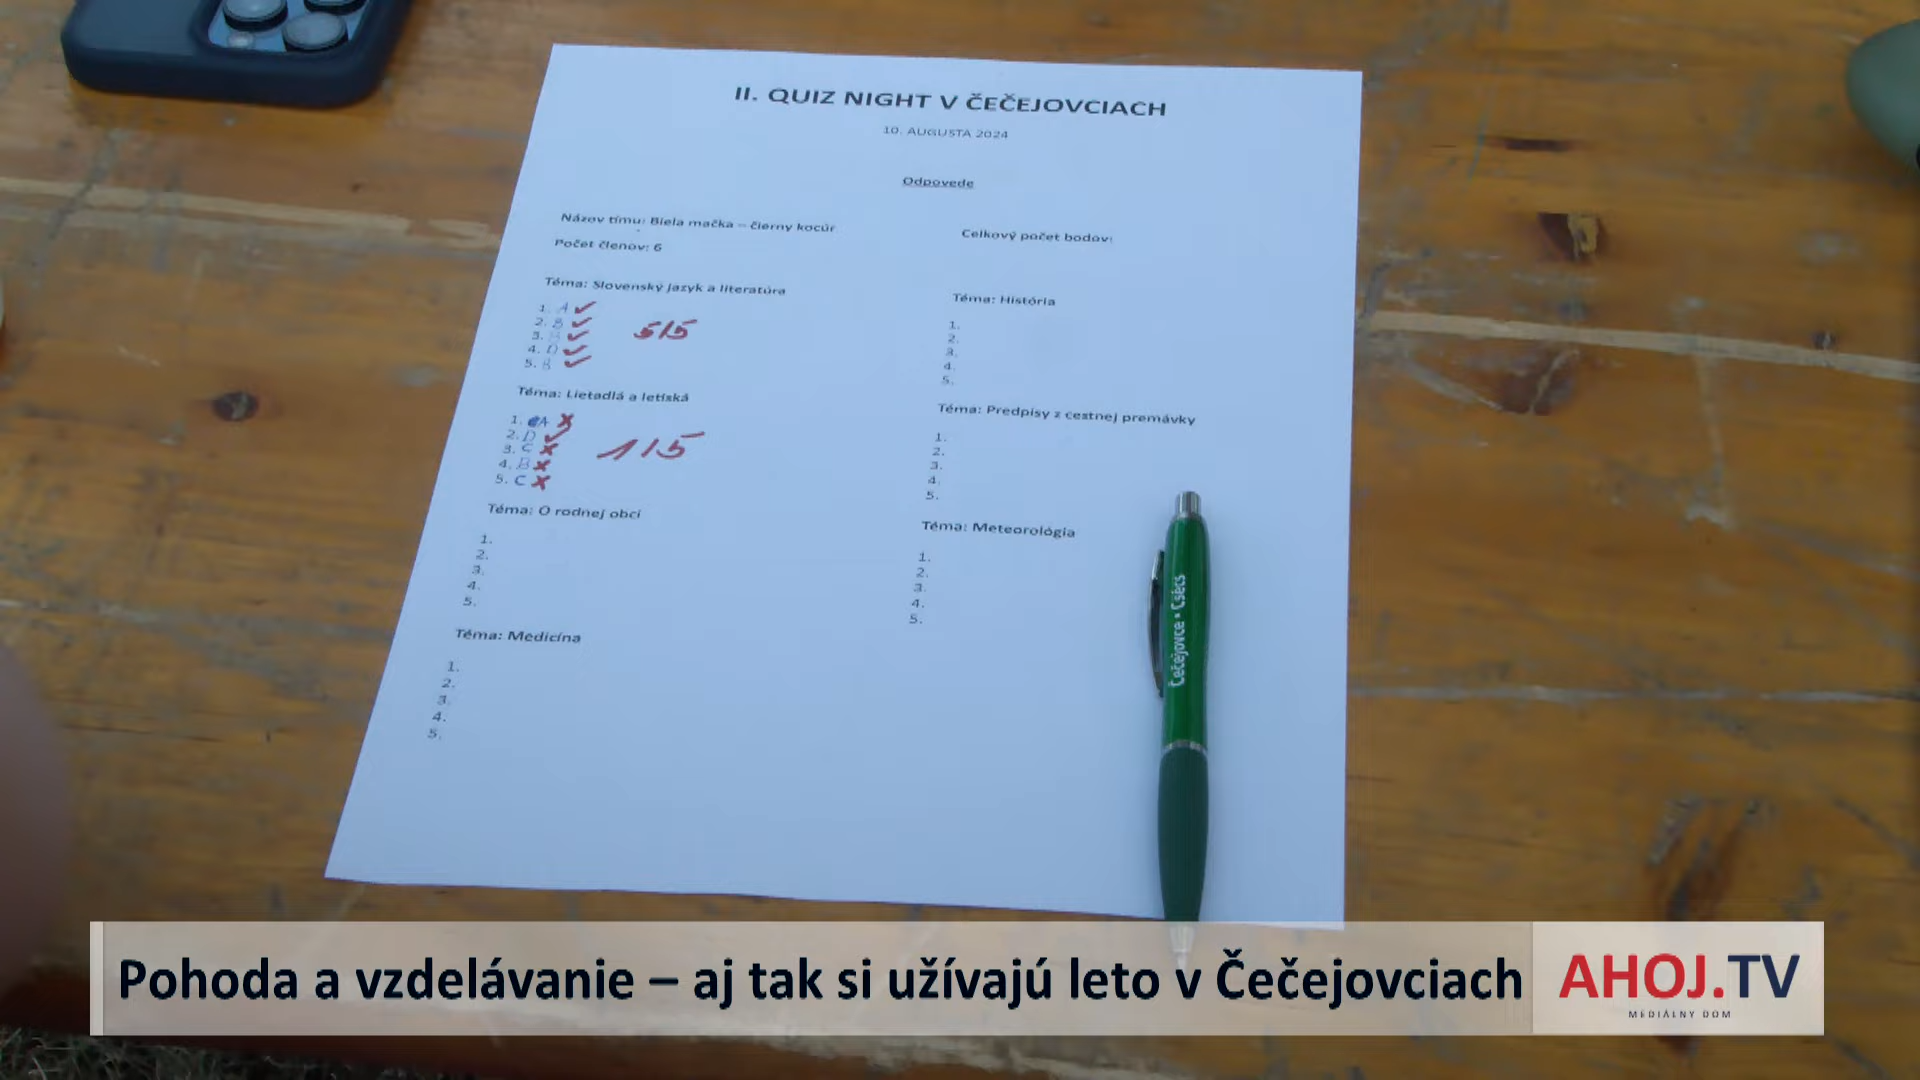 II. QUIZ NIGHT V ČEČEJOVCIACH
10. AUGUSTA 2024
Odpovede
Názov tímu: Biela mačka – čierny kocúr
Počet členov: 6
Celkový počet bodov:
Téma: Slovenský jazyk a literatúra
1. A ✓
2. B ✓
3. ✓
4. D ✓
5. B ✓
5/5
Téma: Lietadlá a letiská
1. A ✗
2. D ✓
3. C ✗
4. B ✗
5. C ✗
1/5
Téma: O rodnej obci
1.
2.
3.
4.
5.
Téma: Medicína
1.
2.
3.
4.
5.
Téma: História
1.
2.
3.
4.
5.
Téma: Predpisy z cestnej premávky
1.
2.
3.
4.
5.
Téma: Meteorológia
1.
2.
3.
4.
5.
Čečejovce • Csécs
Pohoda a vzdelávanie – aj tak si užívajú leto v Čečejovciach
AHOJ.TV
MEDIÁLNY DOM